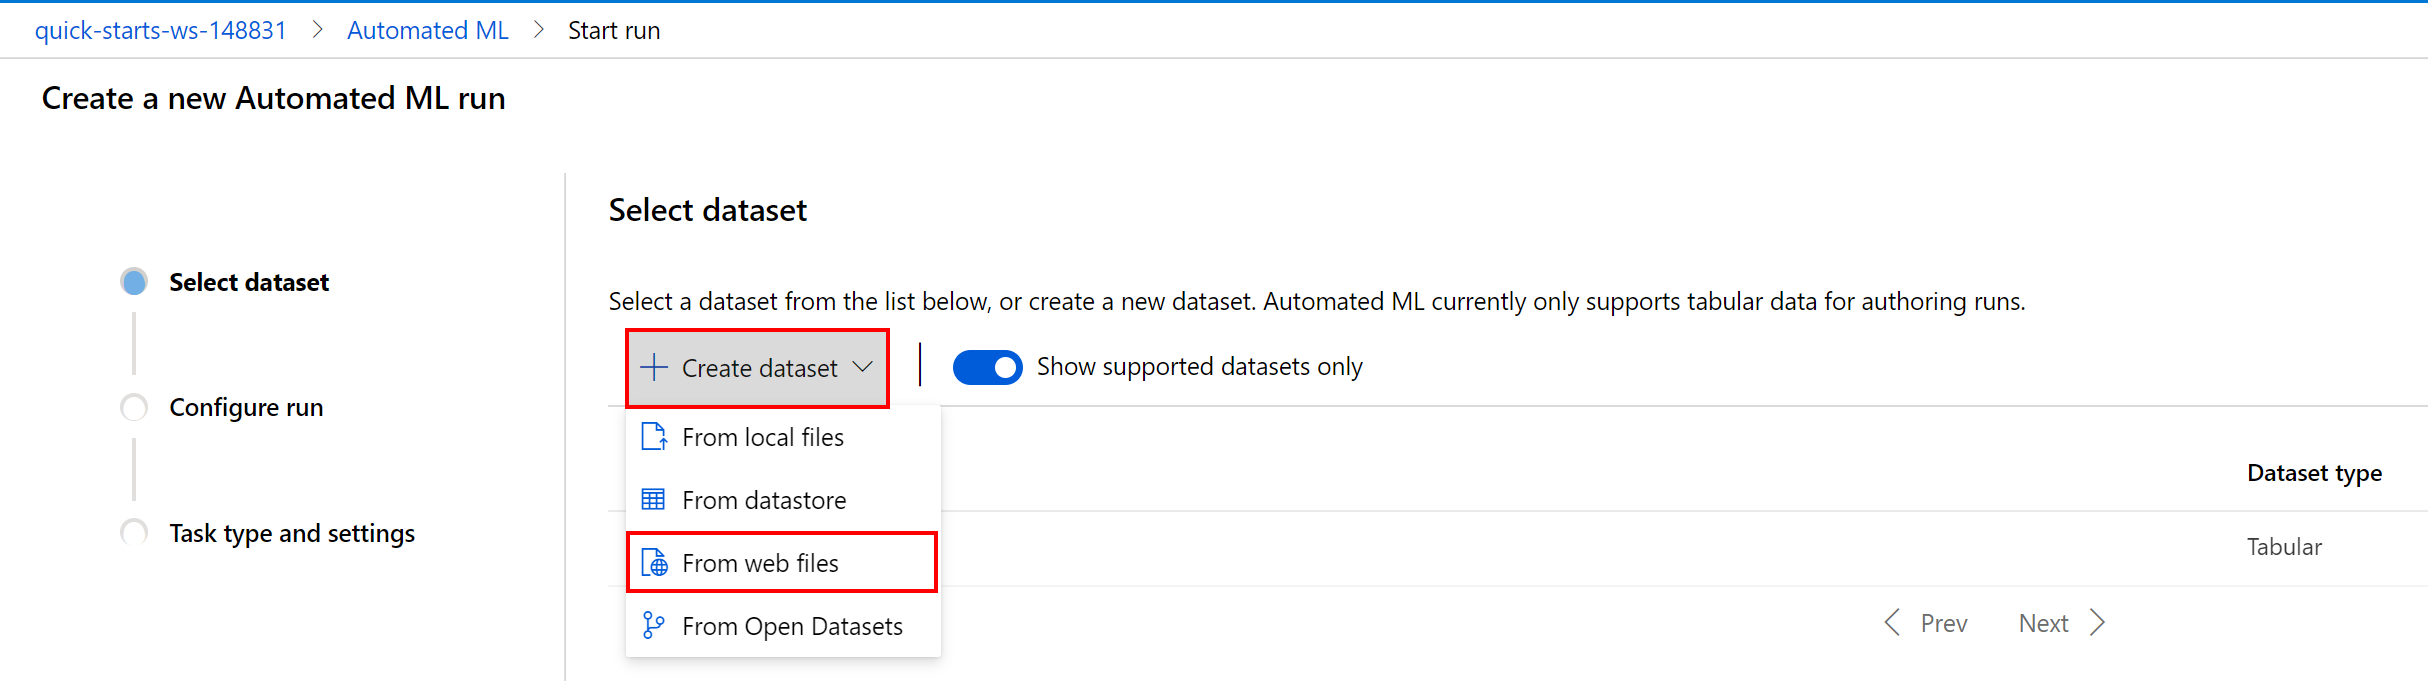 quick-starts-ws-148831 > Automated ML > Start run
Create a new Automated ML run
Select dataset
Configure run
Task type and settings
Select dataset
Select a dataset from the list below, or create a new dataset. Automated ML currently only supports tabular data for authoring runs.
Create dataset
Show supported datasets only
From local files
From datastore
From web files
From Open Datasets
Dataset type
Tabular
Prev
Next